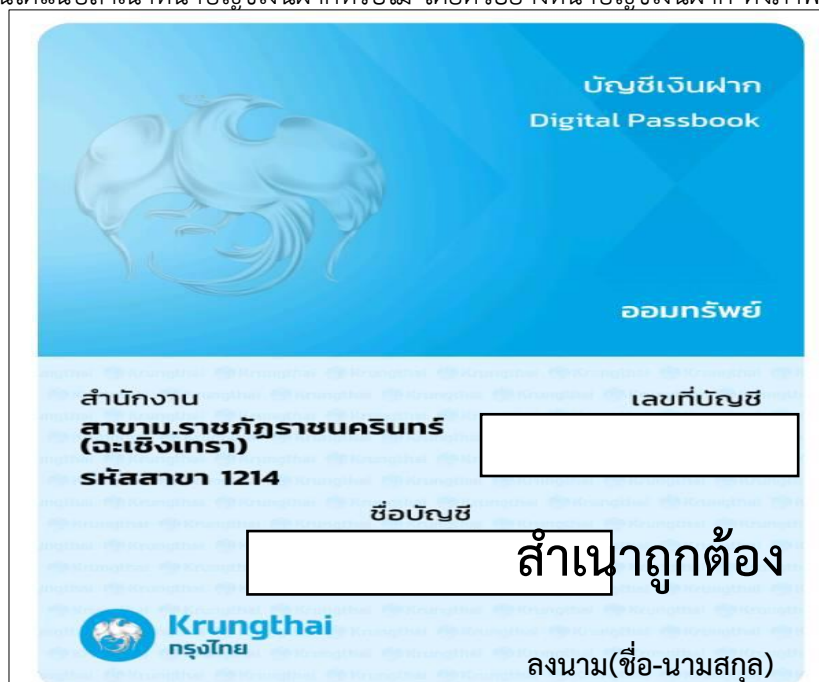 บัญชีเงินฝาก
Digital Passbook
ออมทรัพย์
สำนักงาน
เลขที่บัญชี
สาขาม.ราชภัฏราชนครินทร์
(ฉะเชิงเทรา)
รหัสสาขา 1214
ชื่อบัญชี
สำเนาถูกต้อง
Krungthai
กรุงไทย
ลงนาม(ชื่อ-นามสกุล)